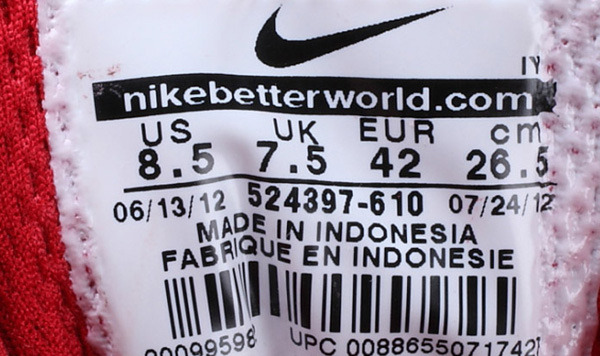 IY
nikebetterworld.com
US UK EUR cm
8.5 7.5 42 26.5
06/13/12 524397-610 07/24/12
MADE IN INDONESIA
FABRIQUE EN INDONESIE
UPC